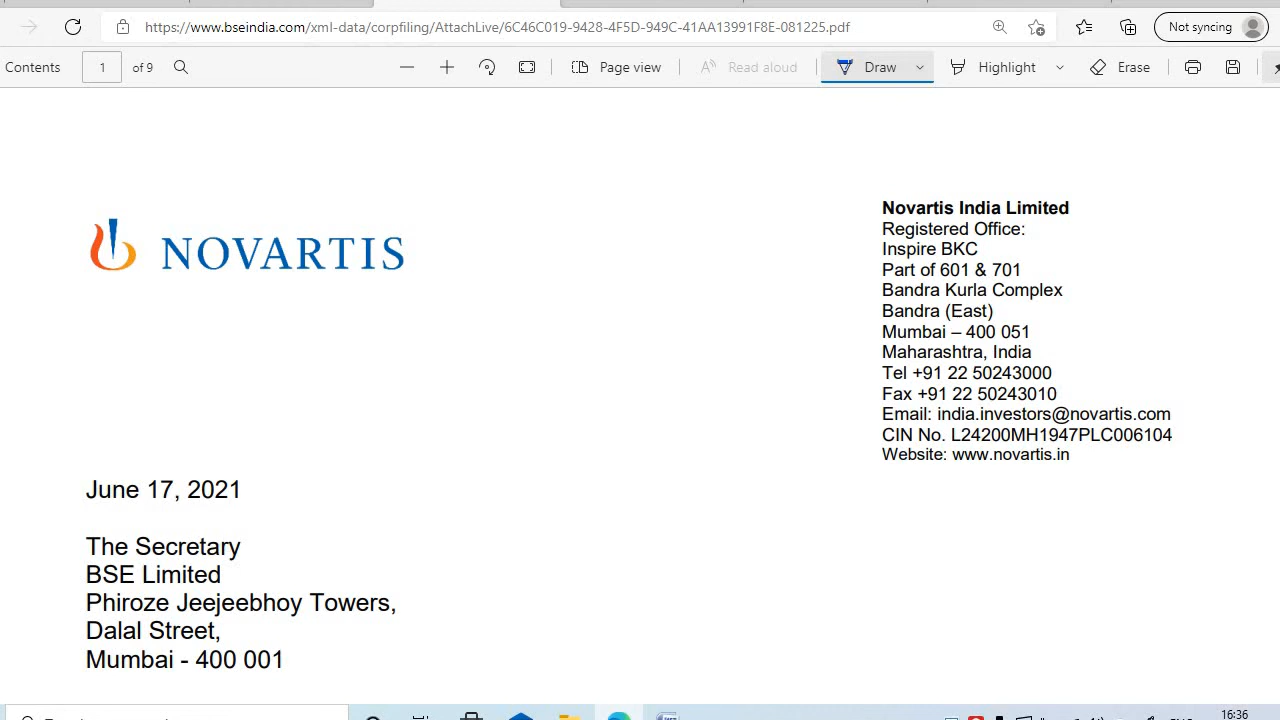 https://www.bseindia.com/xml-data/corpfiling/AttachLive/6C46C019-9428-4F5D-949C-41AA13991F8E-081225.pdf
Not syncing
Contents
1
of 9
Page view
Read aloud
Draw
Highlight
Erase
NOVARTIS
Novartis India Limited
Registered Office:
Inspire BKC
Part of 601 & 701
Bandra Kurla Complex
Bandra (East)
Mumbai – 400 051
Maharashtra, India
Tel +91 22 50243000
Fax +91 22 50243010
Email: india.investors@novartis.com
CIN No. L24200MH1947PLC006104
Website: www.novartis.in
June 17, 2021
The Secretary
BSE Limited
Phiroze Jeejeebhoy Towers,
Dalal Street,
Mumbai - 400 001
16:36